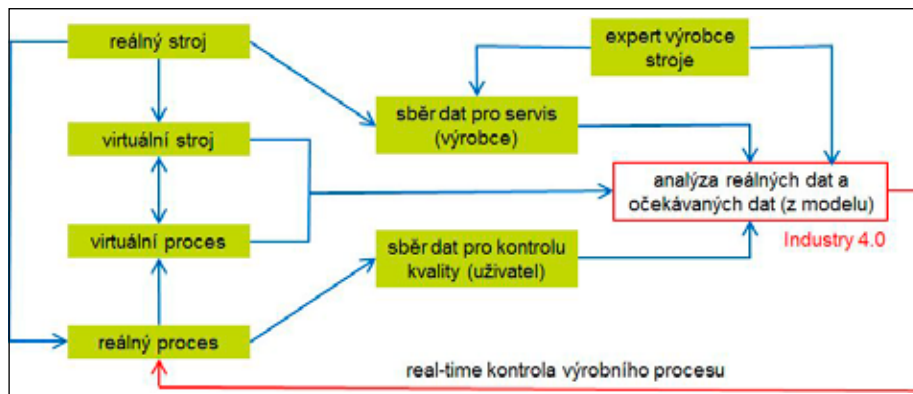 reálný stroj
expert výrobce
stroje
sběr dat pro servis
(výrobce)
virtuální stroj
analýza reálných dat a
očekávaných dat (z modelu)
Industry 4.0
virtuální proces
sběr dat pro kontrolu
kvality (uživatel)
reálný proces
real-time kontrola výrobního procesu